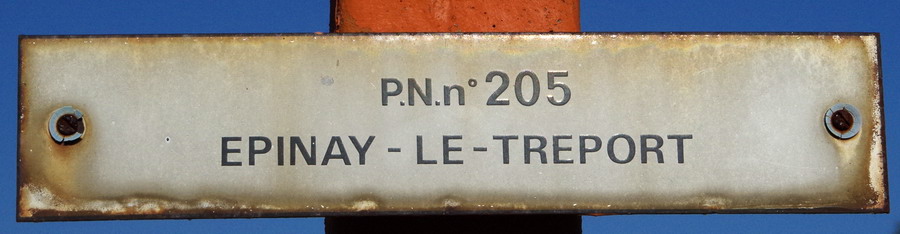 P.N.n° 205
EPINAY - LE - TREPORT